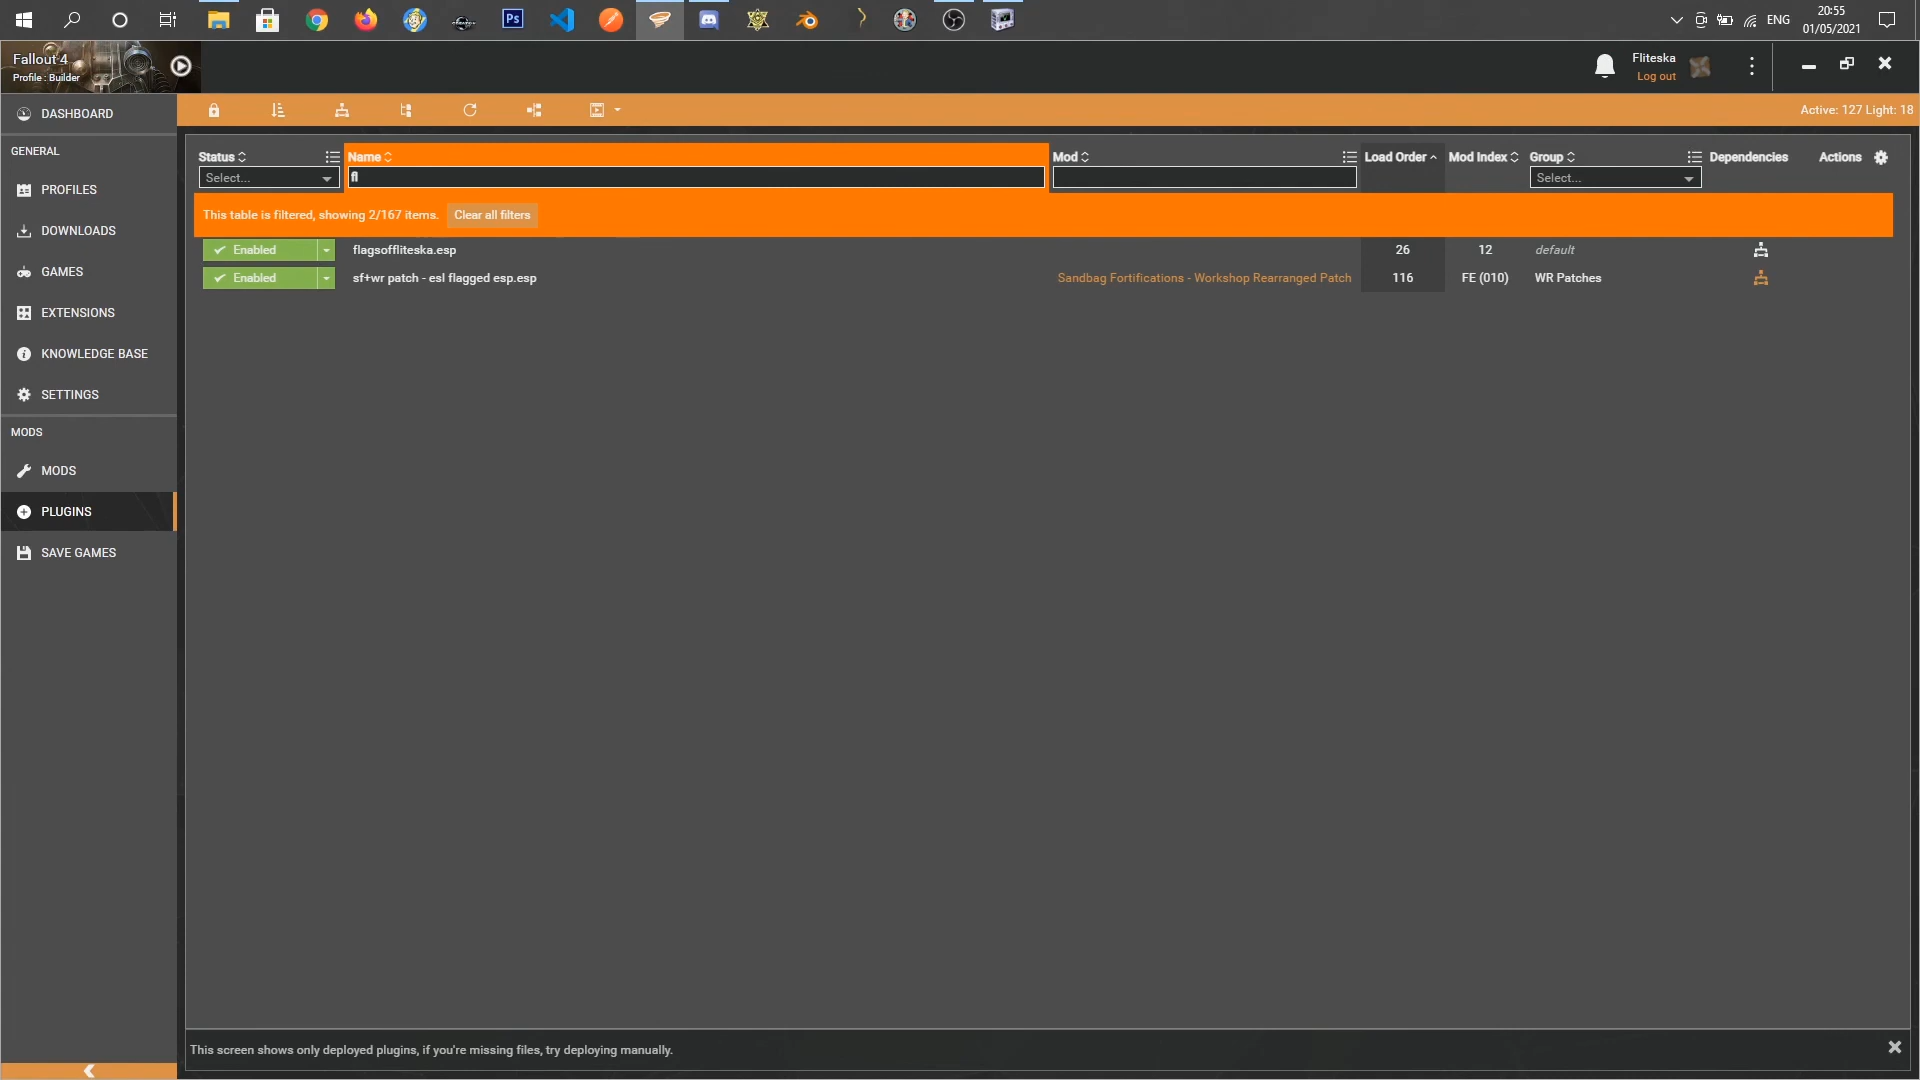 Ps
ENG
20:55
01/05/2021
Fallout 4
Profile : Builder
Fliteska
Log out
DASHBOARD
Active: 127 Light: 18
GENERAL
PROFILES
DOWNLOADS
GAMES
EXTENSIONS
KNOWLEDGE BASE
SETTINGS
MODS
MODS
PLUGINS
SAVE GAMES
Status Name Mod Load Order Mod Index Group Dependencies Actions
Select... fl Select...
This table is filtered, showing 2/167 items. Clear all filters
Enabled flagsoffliteska.esp 26 12 default
Enabled sf+wr patch - esl flagged esp.esp Sandbag Fortifications - Workshop Rearranged Patch 116 FE (010) WR Patches
This screen shows only deployed plugins, if you're missing files, try deploying manually.